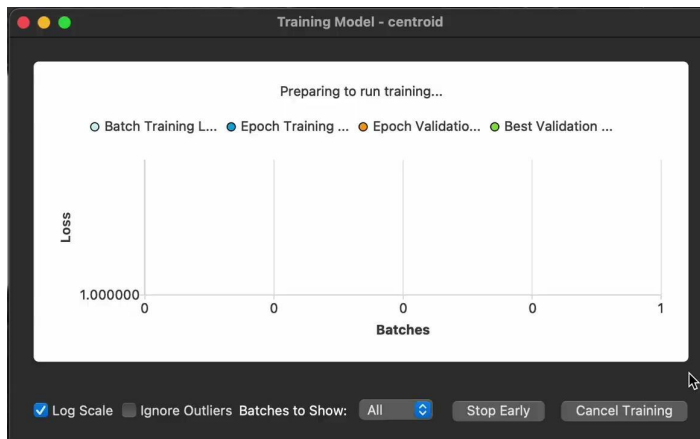 Training Model - centroid
Preparing to run training...
Batch Training L... Epoch Training ... Epoch Validatio... Best Validation ...
Loss
1.000000
0 0 0 0 1
Batches
Log Scale Ignore Outliers Batches to Show: All Stop Early Cancel Training